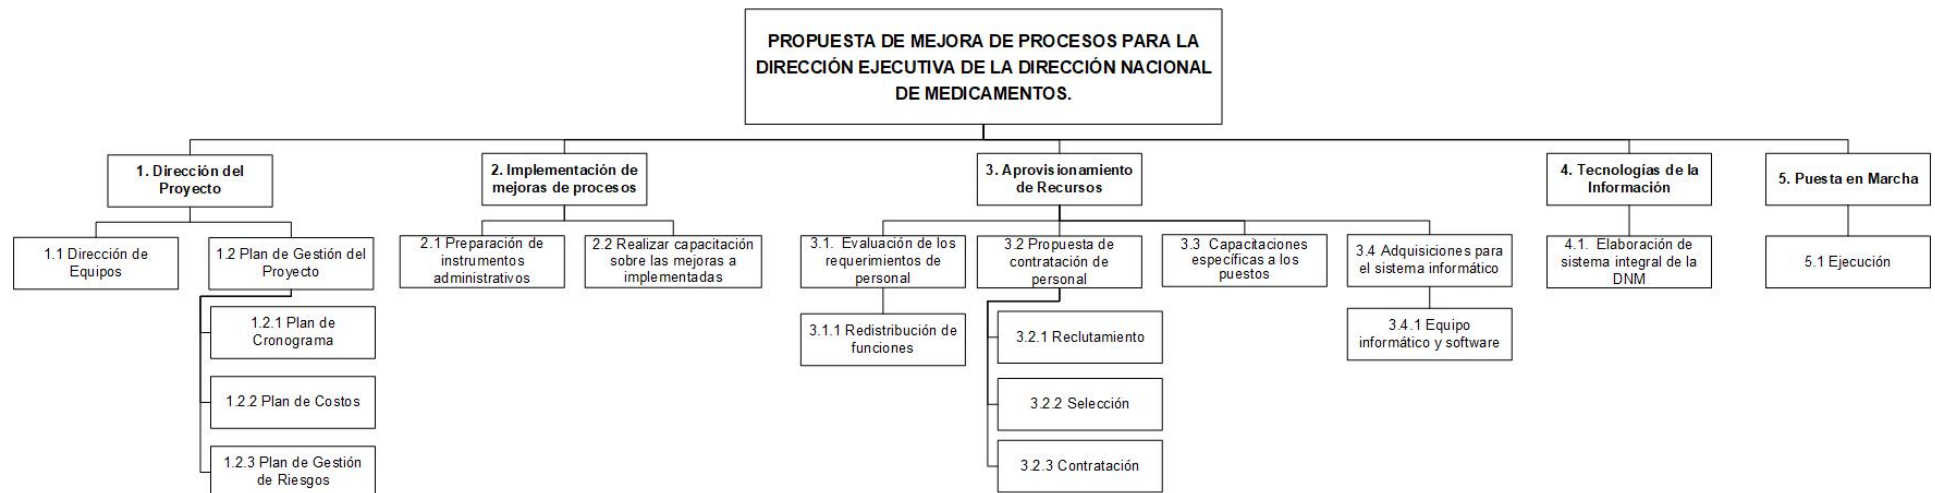 PROPUESTA DE MEJORA DE PROCESOS PARA LA
DIRECCIÓN EJECUTIVA DE LA DIRECCIÓN NACIONAL
DE MEDICAMENTOS.
1. Dirección del
Proyecto
2. Implementación de
mejoras de procesos
3. Aprovisionamiento
de Recursos
4. Tecnologías de la
Información
5. Puesta en Marcha
1.1 Dirección de
Equipos
1.2 Plan de Gestión del
Proyecto
2.1 Preparación de
instrumentos
administrativos
2.2 Realizar capacitación
sobre las mejoras a
implementadas
3.1. Evaluación de los
requerimientos de
personal
3.2 Propuesta de
contratación de
personal
3.3 Capacitaciones
específicas a los
puestos
3.4 Adquisiciones para
el sistema informático
4.1. Elaboración de
sistema integral de la
DNM
5.1 Ejecución
1.2.1 Plan de
Cronograma
1.2.2 Plan de Costos
1.2.3 Plan de Gestión
de Riesgos
3.1.1 Redistribución de
funciones
3.2.1 Reclutamiento
3.2.2 Selección
3.2.3 Contratación
3.4.1 Equipo
informático y software